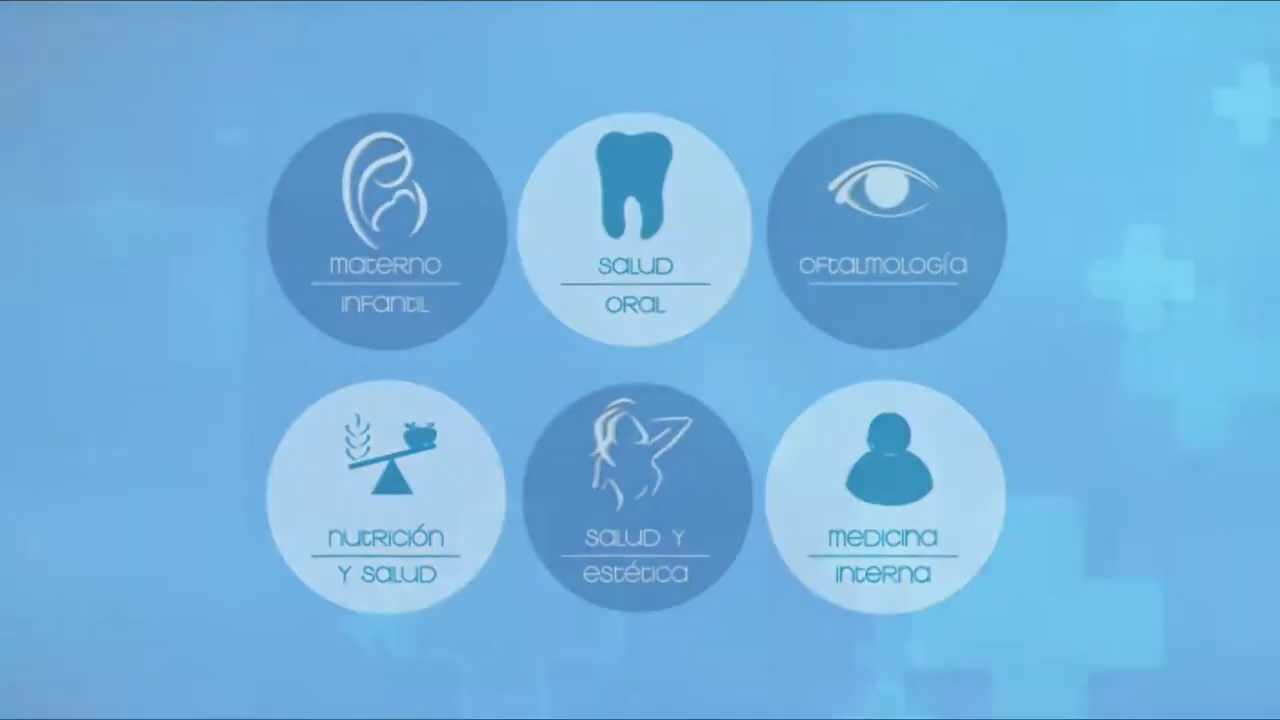 materno
infantil
salud
oral
oftalmología
nutrición
y salud
salud y
estética
medicina
interna